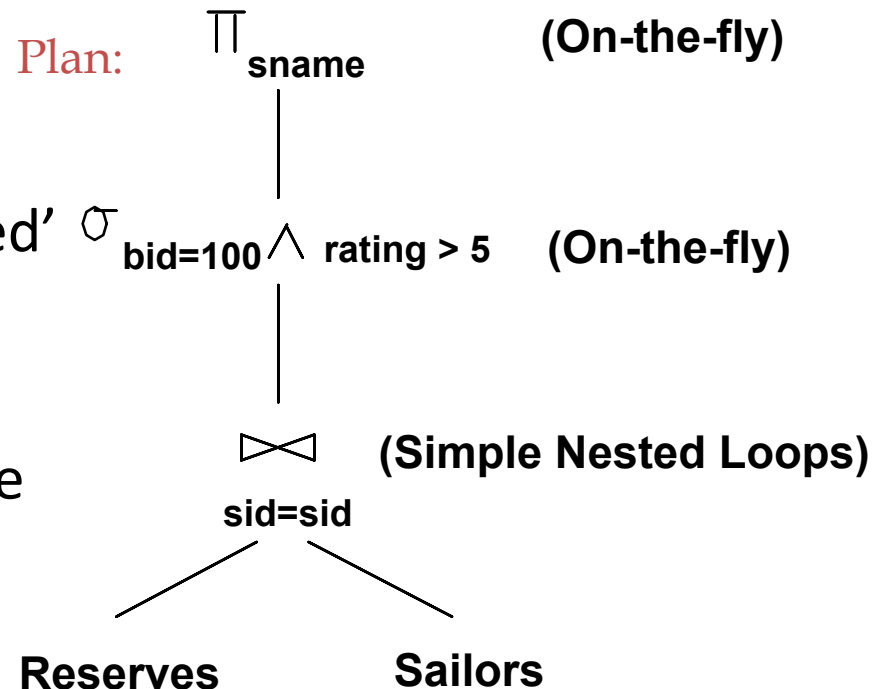 Plan: π sname (On-the-fly)
ed’ σ bid=100 ∧ rating > 5 (On-the-fly)
⋈ (Simple Nested Loops)
e
sid=sid
Reserves Sailors